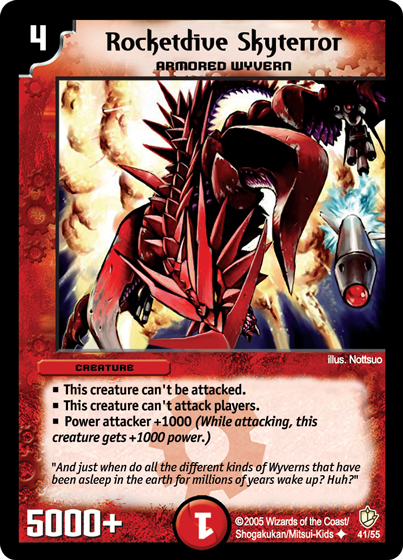 4
Rocketdive Skyterror
ARMORED WYVERN
illus. Nottsuo
CREATURE
▪ This creature can't be attacked.
▪ This creature can't attack players.
▪ Power attacker +1000 (While attacking, this
creature gets +1000 power.)
"And just when do all the different kinds of Wyverns that have
been asleep in the earth for millions of years wake up? Huh?"
5000+
1
©2005 Wizards of the Coast/
Shogakukan/Mitsui-Kids ✦ 41/55